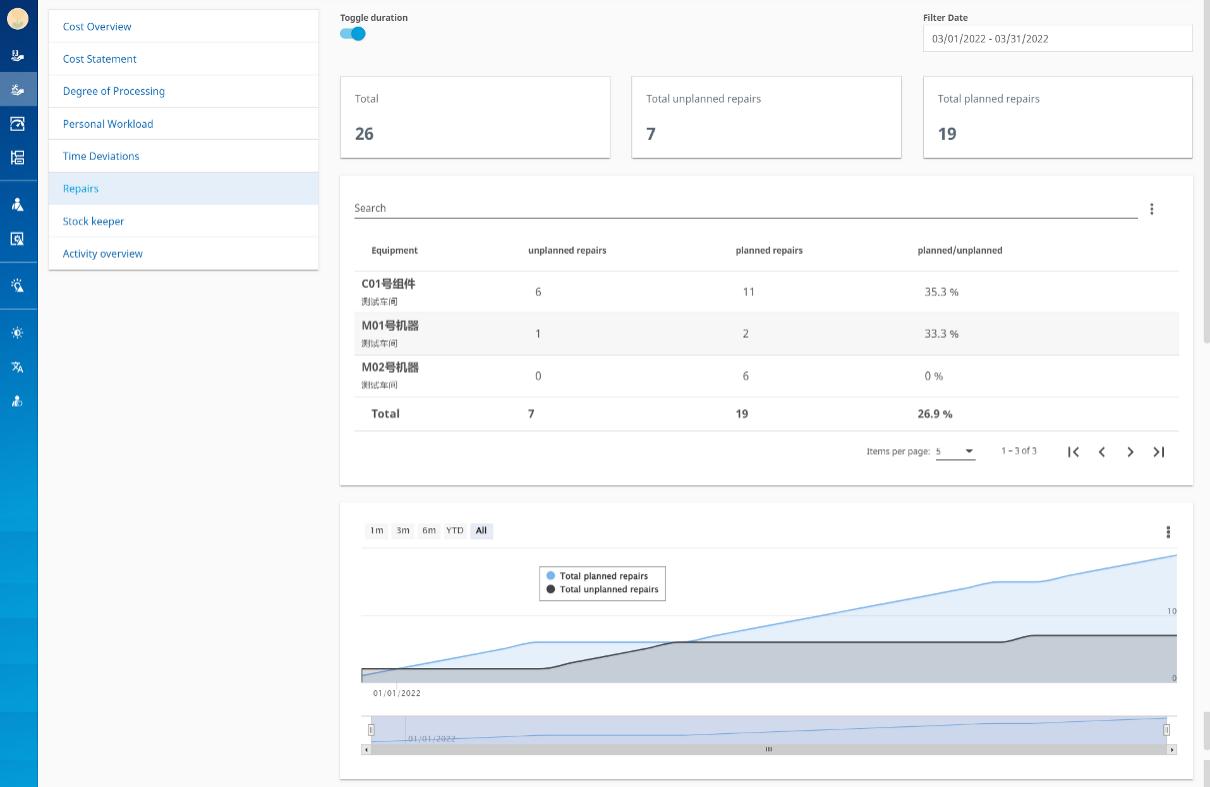 Cost Overview
Cost Statement
Degree of Processing
Personal Workload
Time Deviations
Repairs
Stock keeper
Activity overview
Toggle duration
Filter Date
03/01/2022 - 03/31/2022
Total
26
Total unplanned repairs
7
Total planned repairs
19
Search
Equipment unplanned repairs planned repairs planned/unplanned
C01号组件
测试车间
6 11 35.3 %
M01号机器
测试车间
1 2 33.3 %
M02号机器
测试车间
0 6 0 %
Total 7 19 26.9 %
Items per page: 5 1 – 3 of 3
1m 3m 6m YTD All
Total planned repairs
Total unplanned repairs
10
0
01/01/2022
01/01/2022